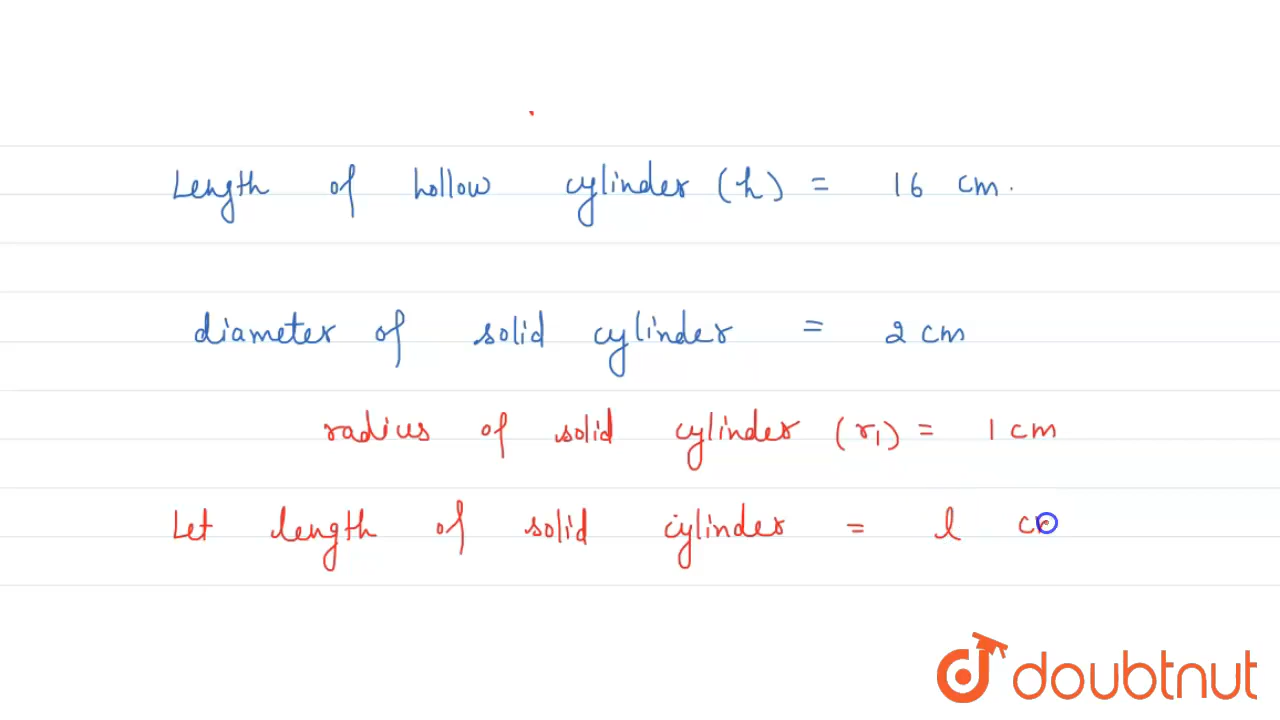 Length of hollow cylinder (h) = 16 cm.
diameter of solid cylinder = 2 cm
radius of solid cylinder (r1) = 1 cm
Let length of solid cylinder = l
doubtnut